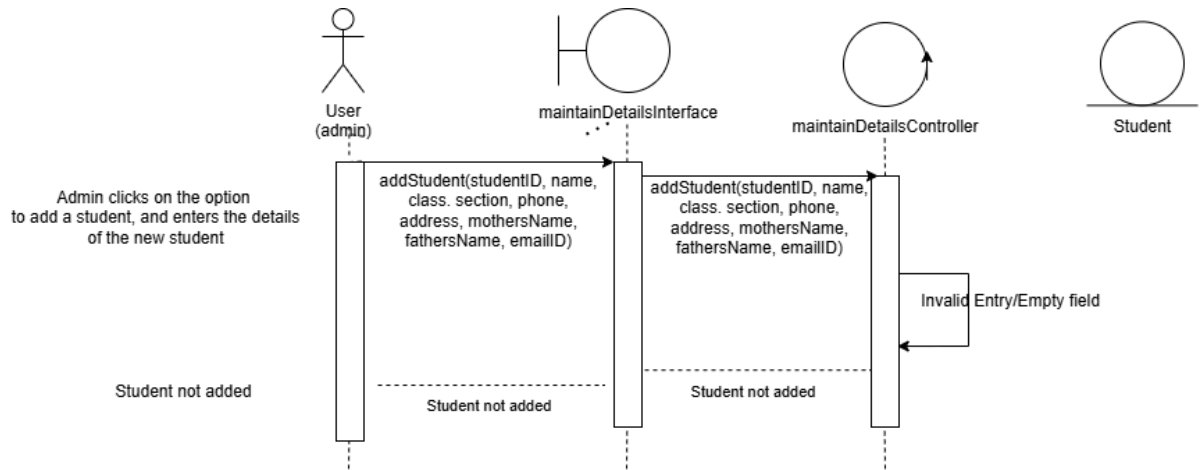 User
(admin)
maintainDetailsInterface
maintainDetailsController
Student
Admin clicks on the option
to add a student, and enters the details
of the new student
addStudent(studentID, name,
class. section, phone,
address, mothersName,
fathersName, emailID)
addStudent(studentID, name,
class. section, phone,
address, mothersName,
fathersName, emailID)
Invalid Entry/Empty field
Student not added
Student not added
Student not added